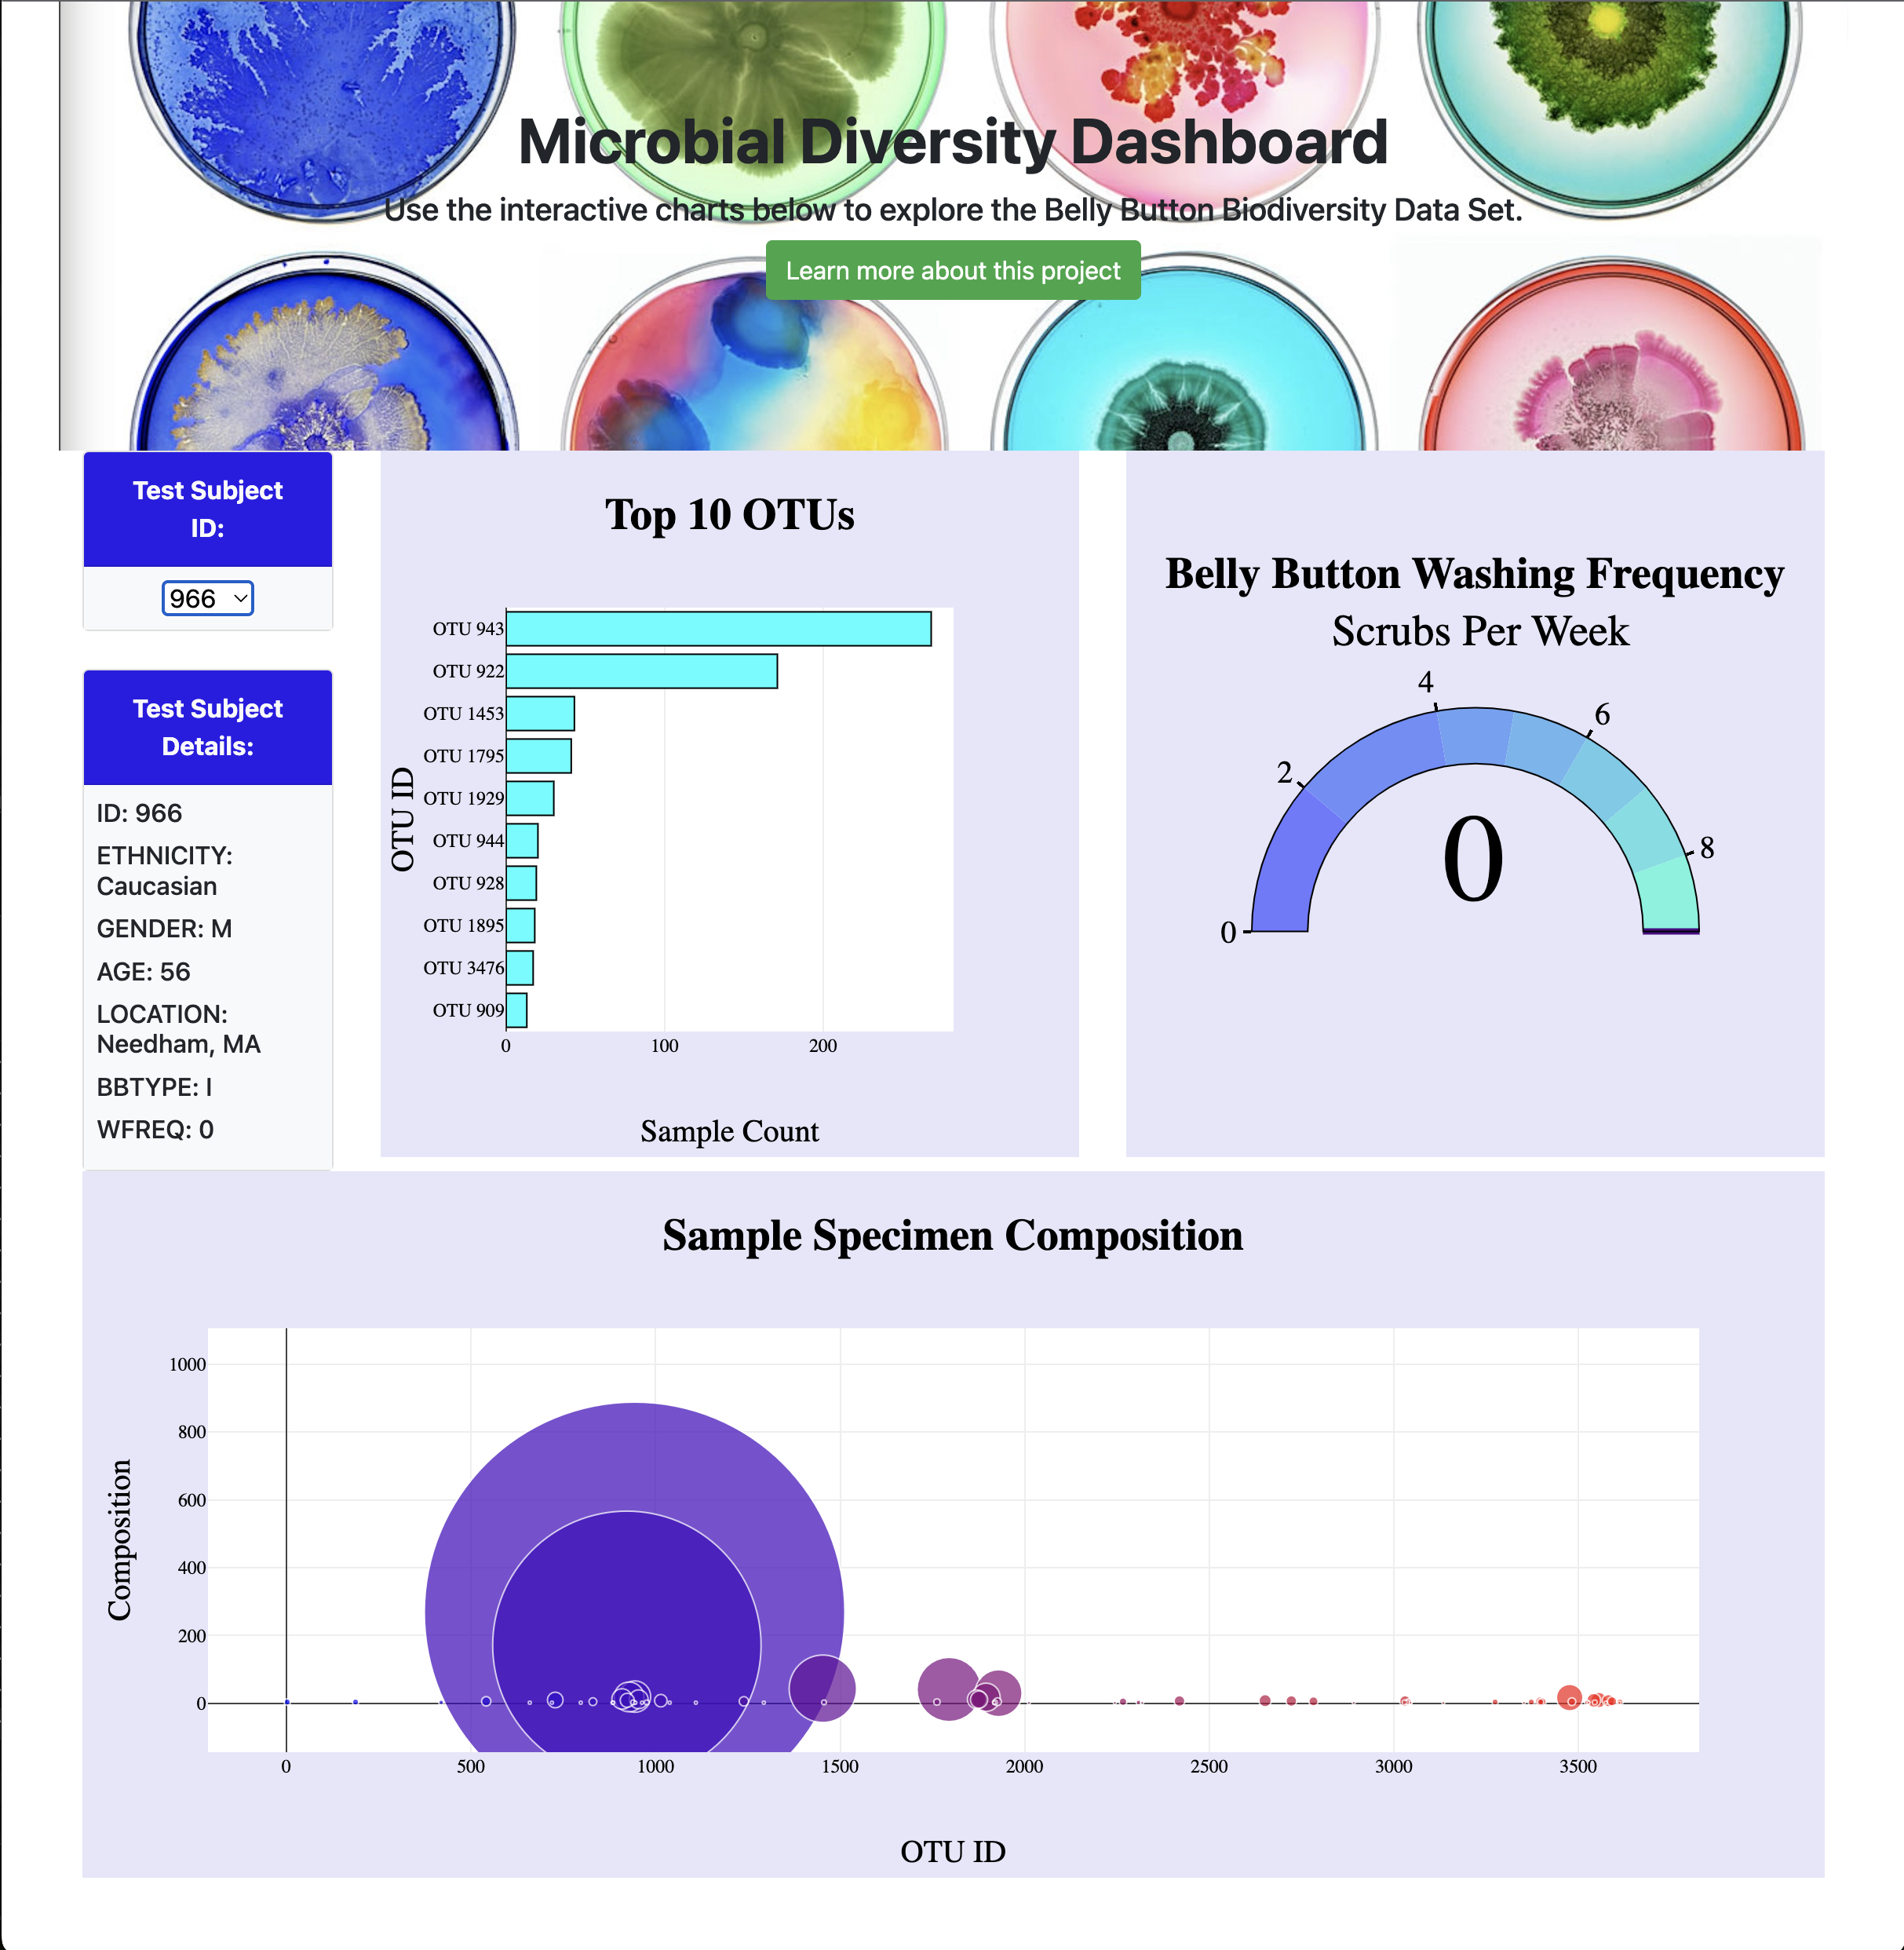 Microbial Diversity Dashboard
Use the interactive charts below to explore the Belly Button Biodiversity Data Set.
Learn more about this project
Test Subject
ID:
966
Test Subject
Details:
ID: 966
ETHNICITY:
Caucasian
GENDER: M
AGE: 56
LOCATION:
Needham, MA
BBTYPE: I
WFREQ: 0
Top 10 OTUs
OTU ID
OTU 943
OTU 922
OTU 1453
OTU 1795
OTU 1929
OTU 944
OTU 928
OTU 1895
OTU 3476
OTU 909
0 100 200
Sample Count
Belly Button Washing Frequency
Scrubs Per Week
0
2
4
6
8
0
Sample Specimen Composition
Composition
1000
800
600
400
200
0
0 500 1000 1500 2000 2500 3000 3500
OTU ID